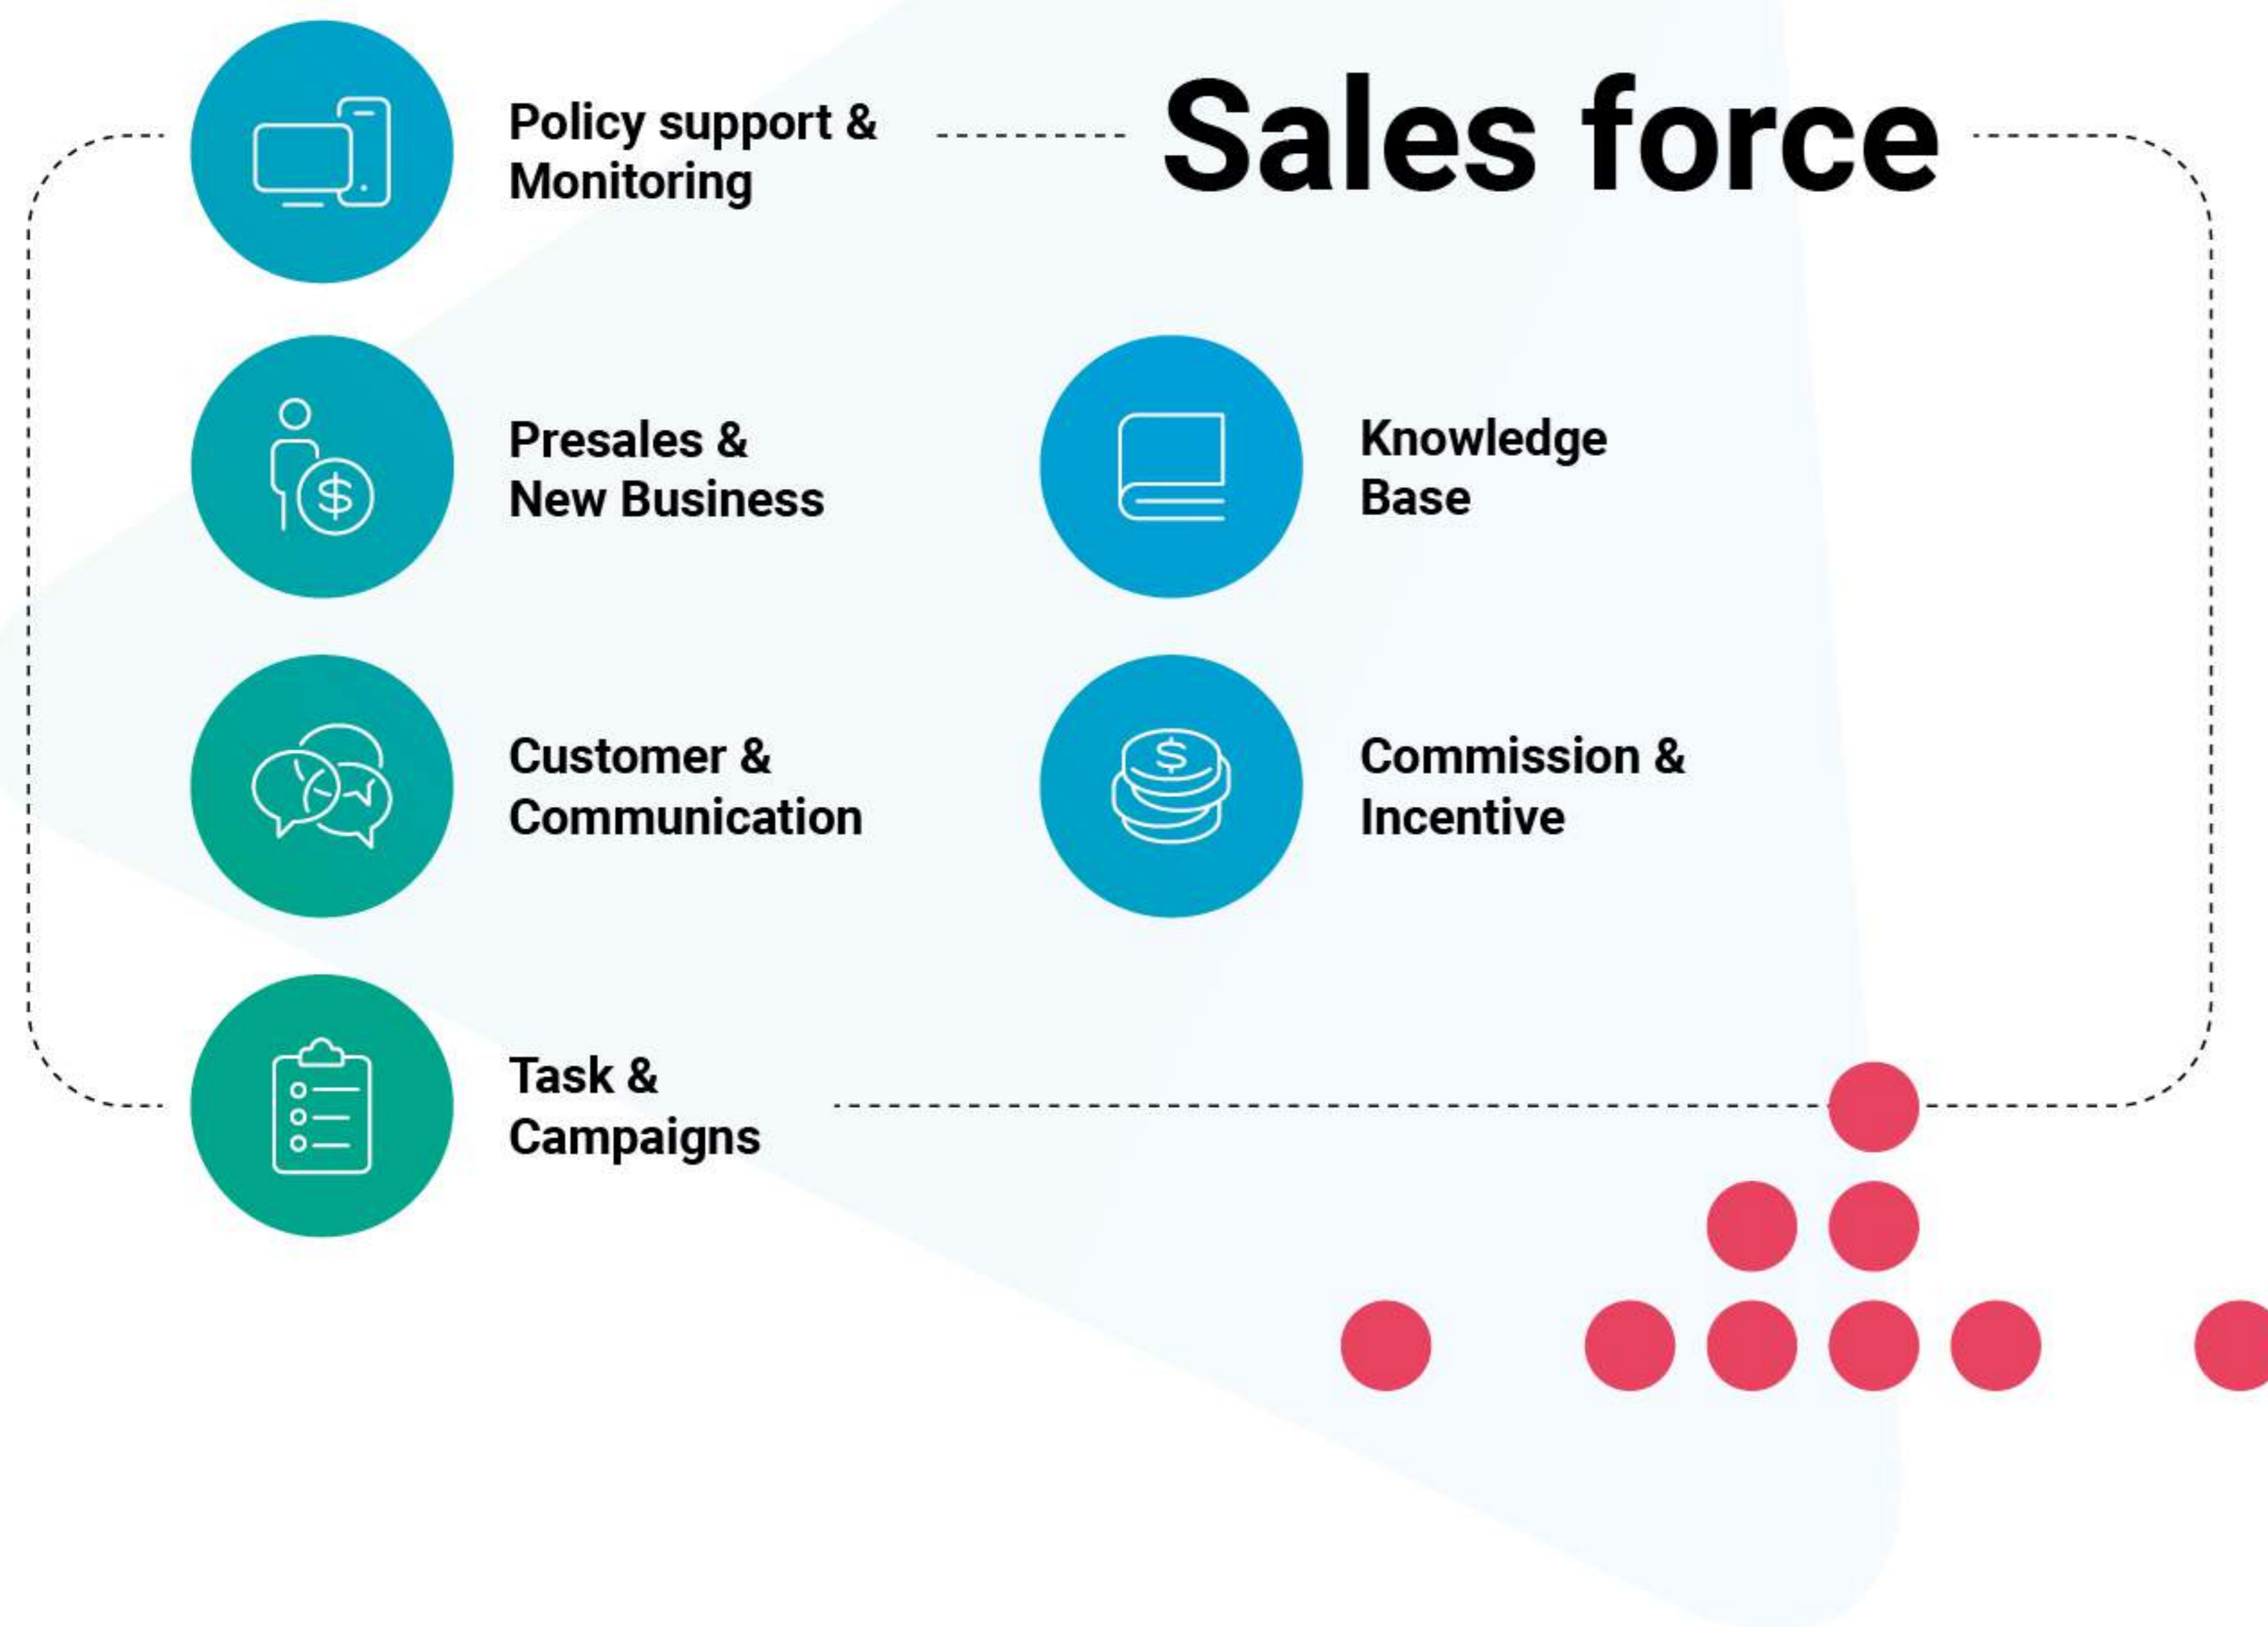 Sales force
Policy support &
Monitoring
Presales &
New Business
Customer &
Communication
Task &
Campaigns
Knowledge
Base
Commission &
Incentive